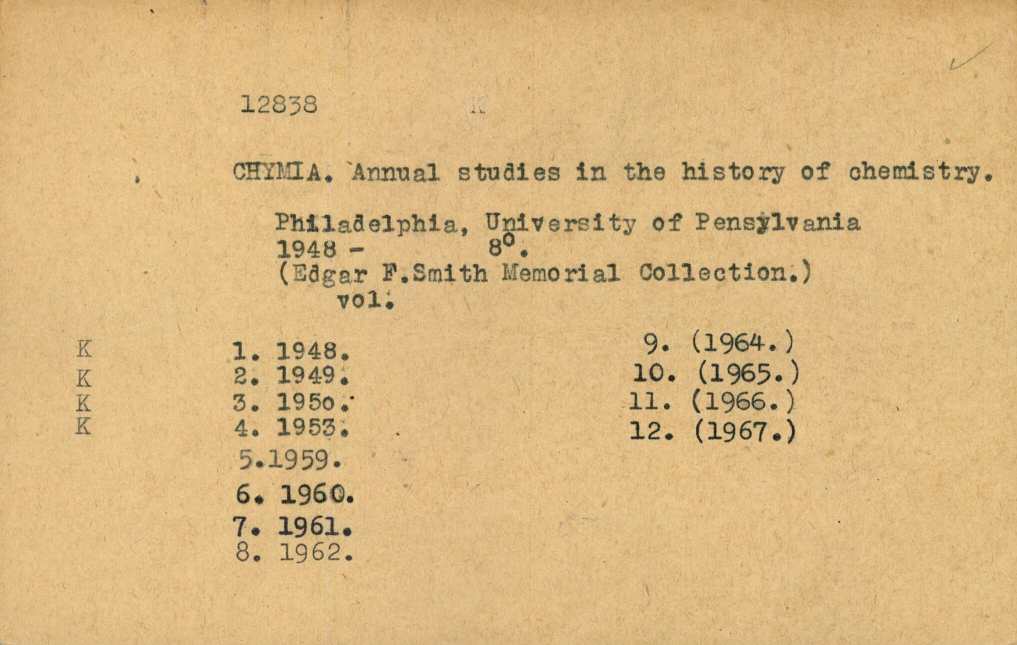 12838 K
CHYMIA. Annual studies in the history of chemistry.
Philadelphia, University of Pensylvania
1948 - 8°.
(Edgar F.Smith Memorial Collection.)
vol.
K 1. 1948.
K 2. 1949.
K 3. 1950.
K 4. 1953.
5.1959.
6. 1960.
7. 1961.
8. 1962.
9. (1964.)
10. (1965.)
11. (1966.)
12. (1967.)